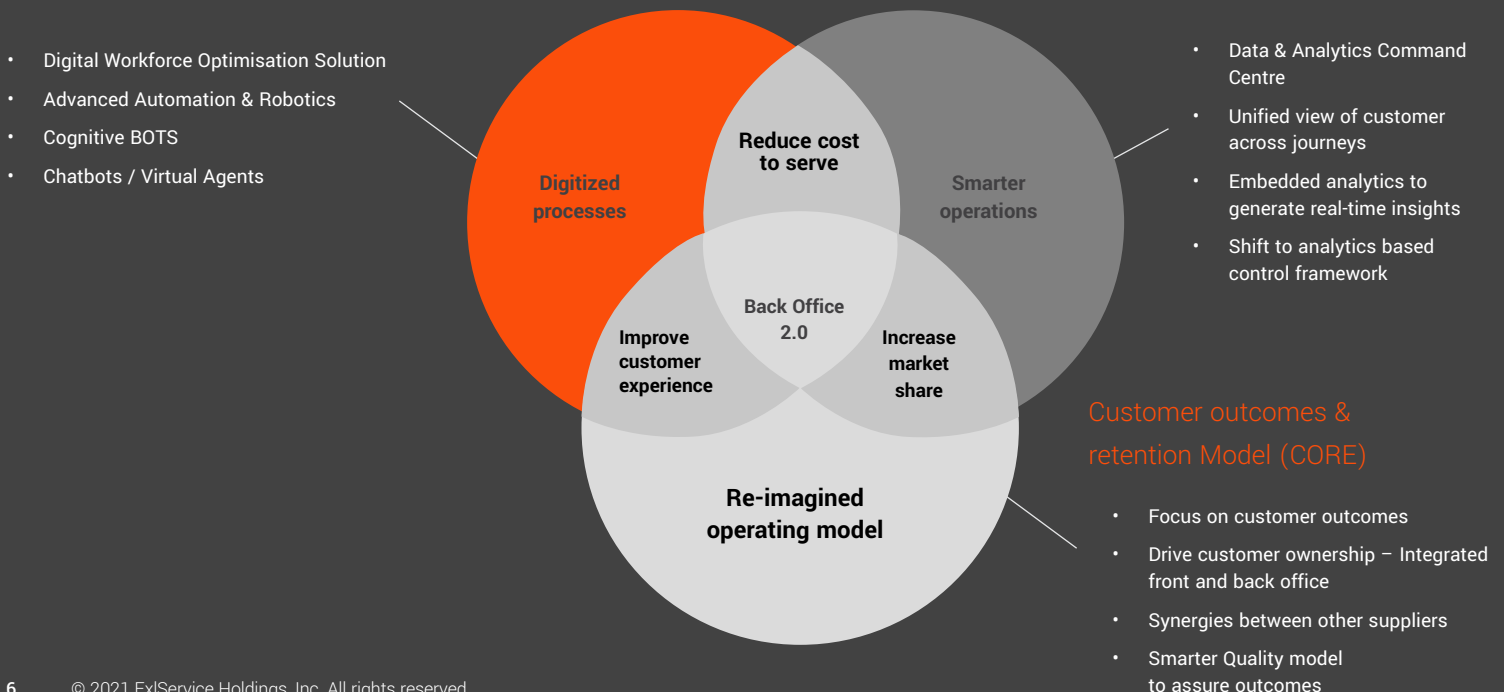 • Digital Workforce Optimisation Solution
• Advanced Automation & Robotics
• Cognitive BOTS
• Chatbots / Virtual Agents
Digitized
processes
Reduce cost
to serve
Smarter
operations
Back Office
2.0
Improve
customer
experience
Increase
market
share
Re-imagined
operating model
• Data & Analytics Command
Centre
• Unified view of customer
across journeys
• Embedded analytics to
generate real-time insights
• Shift to analytics based
control framework
Customer outcomes &
retention Model (CORE)
• Focus on customer outcomes
• Drive customer ownership – Integrated
front and back office
• Synergies between other suppliers
• Smarter Quality model
to assure outcomes
6 © 2021 ExlService Holdings, Inc. All rights reserved